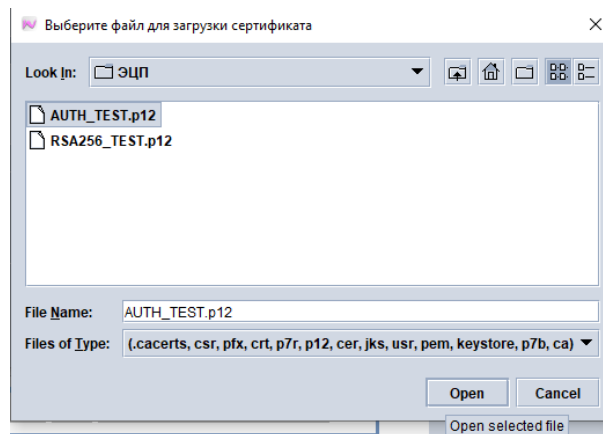 Выберите файл для загрузки сертификата
Look In: ЭЦП
AUTH_TEST.p12
RSA256_TEST.p12
File Name: AUTH_TEST.p12
Files of Type: (.cacerts, csr, pfx, crt, p7r, p12, cer, jks, usr, pem, keystore, p7b, ca)
Open Cancel
Open selected file